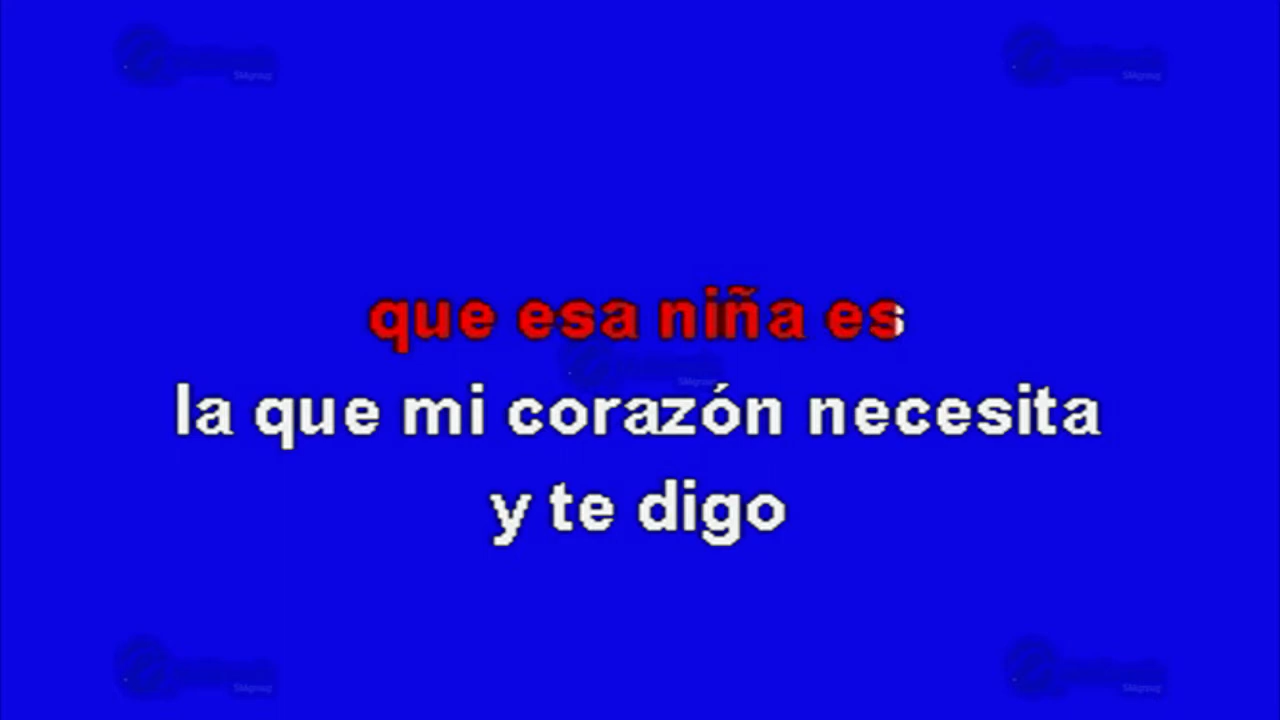 que esa niña es
la que mi corazón necesita
y te digo